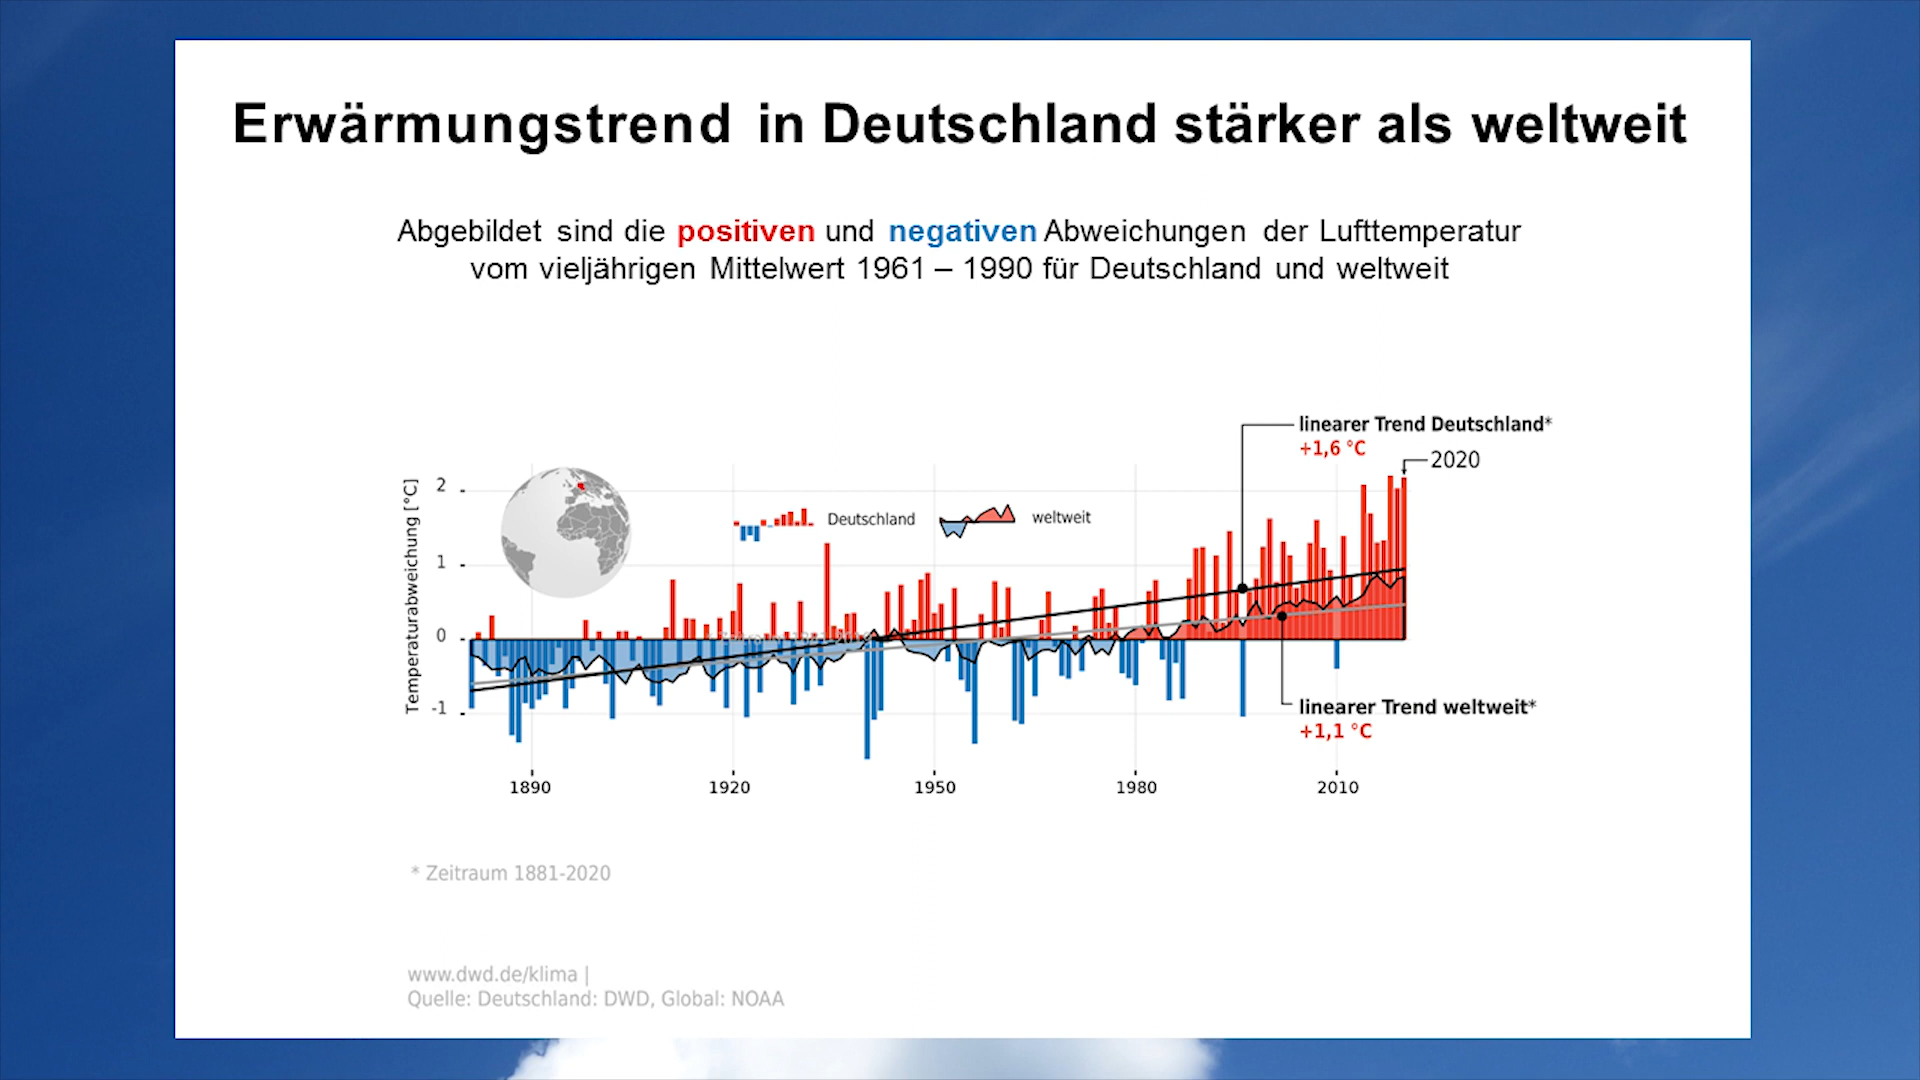 Erwärmungstrend in Deutschland stärker als weltweit
Abgebildet sind die positiven und negativen Abweichungen der Lufttemperatur
vom vieljährigen Mittelwert 1961 – 1990 für Deutschland und weltweit
linearer Trend Deutschland*
+1,6 °C
2020
Temperaturabweichung [°C]
2
1
0
-1
Deutschland
weltweit
* Zeitraum 1881-2019
linearer Trend weltweit*
+1,1 °C
1890
1920
1950
1980
2010
* Zeitraum 1881-2020
www.dwd.de/klima |
Quelle: Deutschland: DWD, Global: NOAA